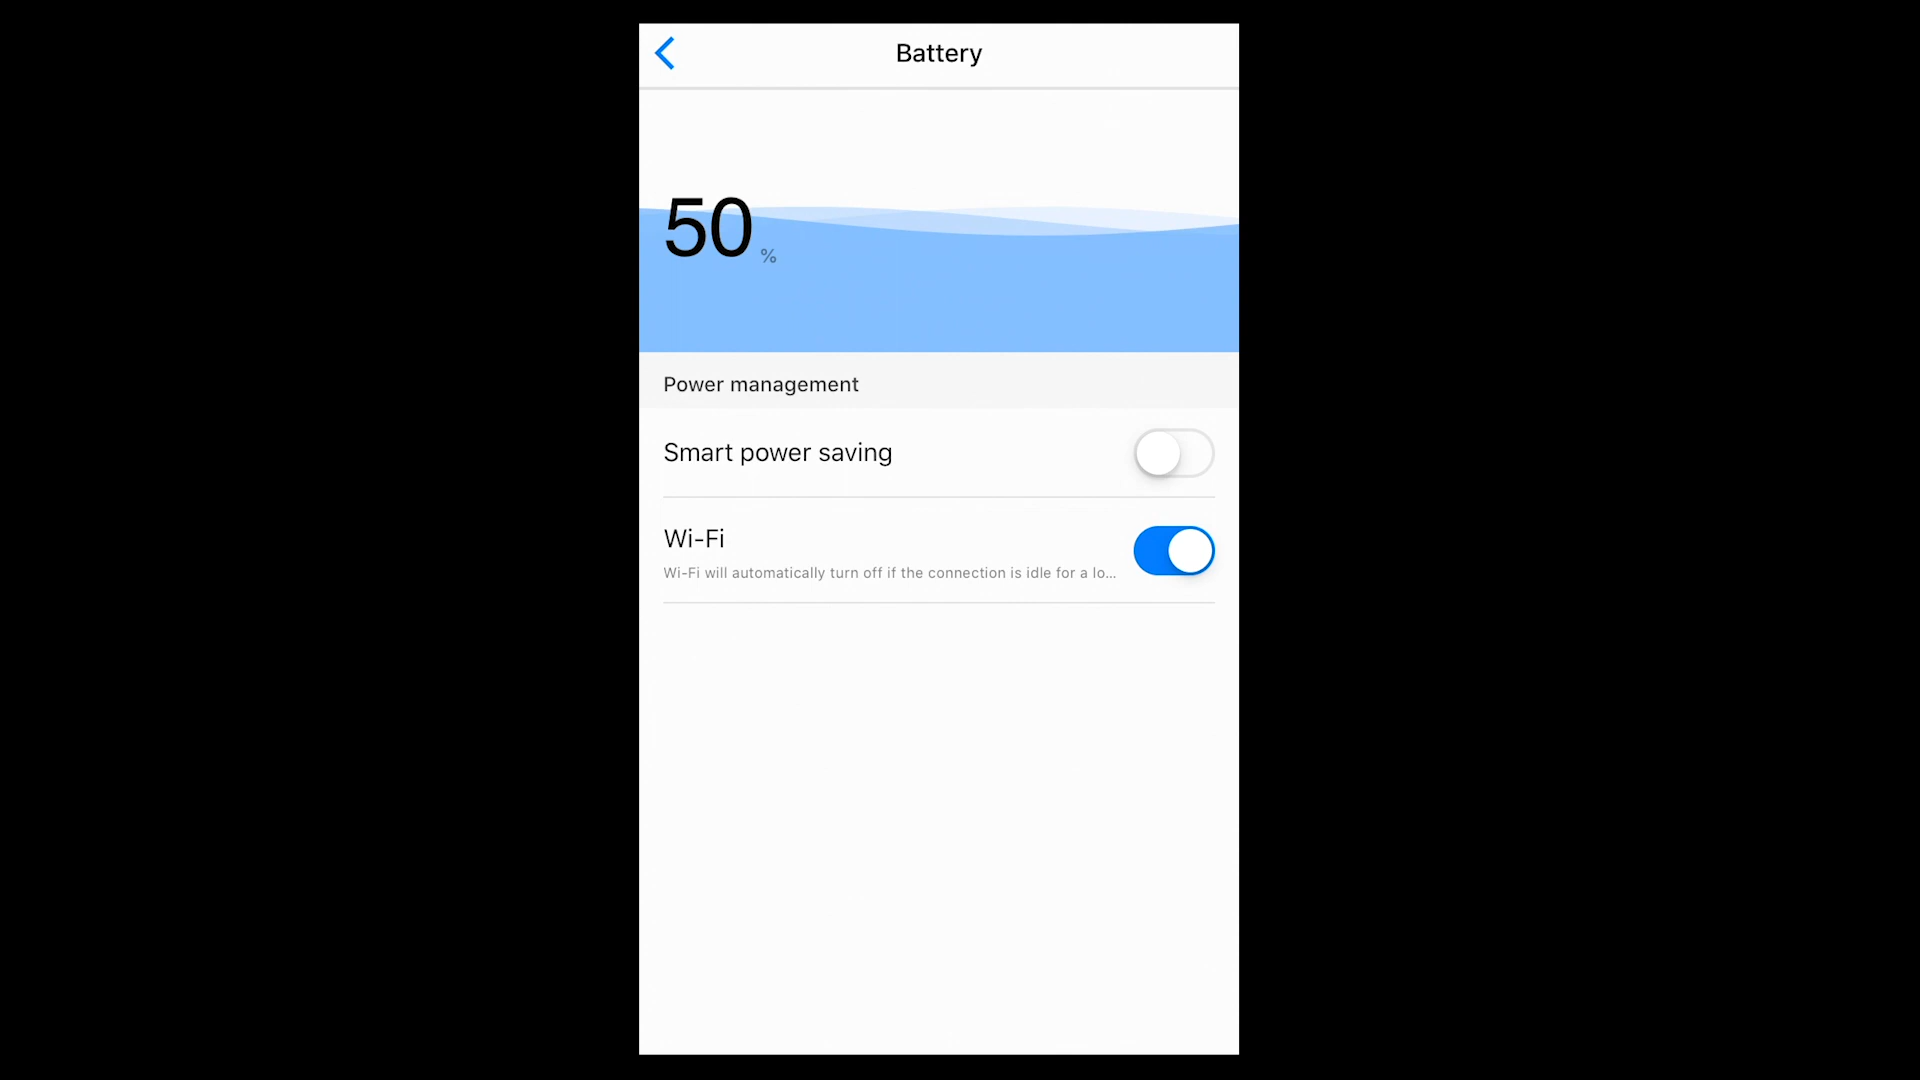 Battery
50 %
Power management
Smart power saving
Wi-Fi
Wi-Fi will automatically turn off if the connection is idle for a lo...